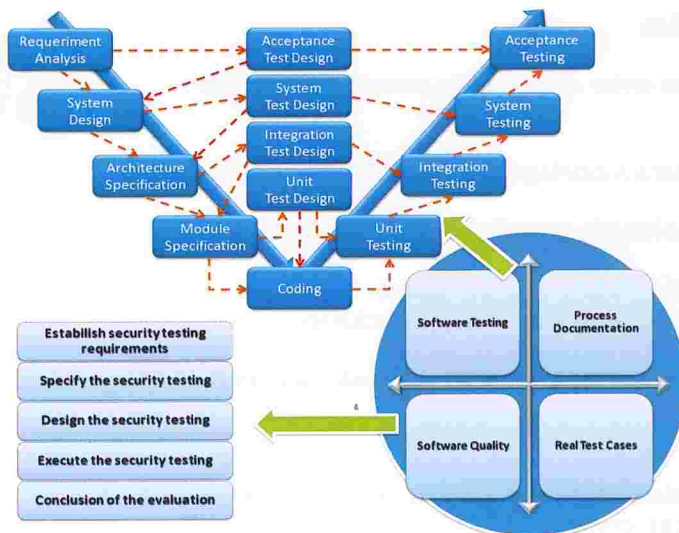 Requeriment
Analysis
Acceptance
Test Design
Acceptance
Testing
System
Design
System
Test Design
System
Testing
Architecture
Specification
Integration
Test Design
Integration
Testing
Module
Specification
Unit
Test Design
Unit
Testing
Coding
Estabilish security testing
requirements
Specify the security testing
Design the security testing
Execute the security testing
Conclusion of the evaluation
Software Testing
Process
Documentation
Software Quality
Real Test Cases